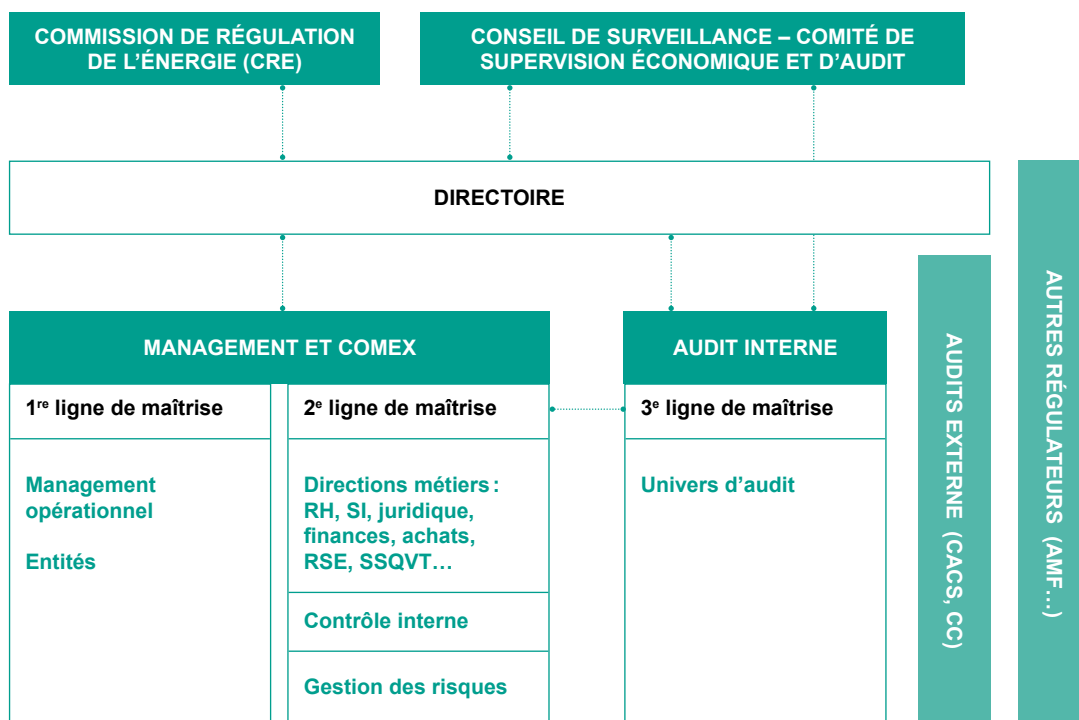 COMMISSION DE RÉGULATION
DE L'ÉNERGIE (CRE)
CONSEIL DE SURVEILLANCE – COMITÉ DE
SUPERVISION ÉCONOMIQUE ET D'AUDIT
DIRECTOIRE
MANAGEMENT ET COMEX
1re ligne de maîtrise
Management
opérationnel
Entités
2e ligne de maîtrise
Directions métiers :
RH, SI, juridique,
finances, achats,
RSE, SSQVT…
Contrôle interne
Gestion des risques
AUDIT INTERNE
3e ligne de maîtrise
Univers d'audit
AUDITS EXTERNE (CACS, CC)
AUTRES RÉGULATEURS (AMF…)